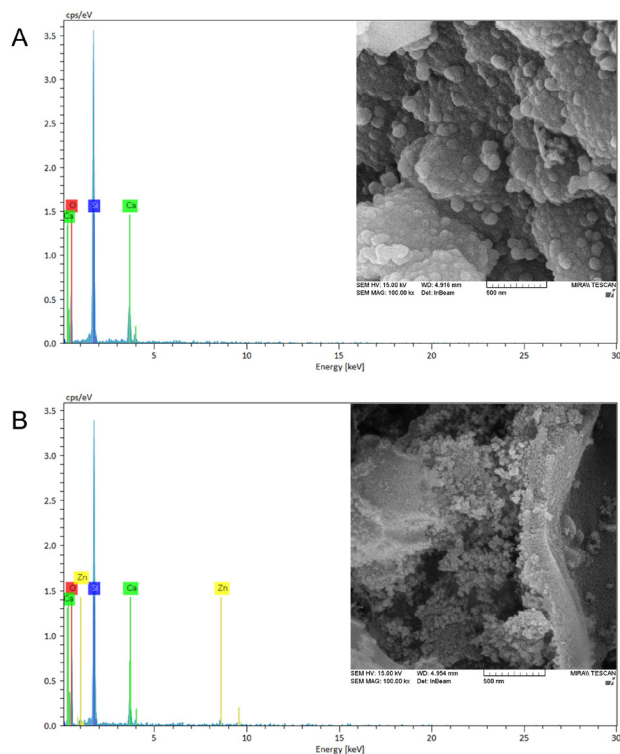 A
cps/eV
3.5
3.0
2.5
2.0
1.5
1.0
0.5
0.0
O
Si
Ca
Ca
5
10
15
20
25
30
Energy [keV]
SEM HV: 15.00 kV
WD: 4.916 mm
MIRA\\ TESCAN
SEM MAG: 100.00 kx
Det: InBeam
500 nm
B
cps/eV
3.5
3.0
2.5
2.0
1.5
1.0
0.5
0.0
Zn
O
Si
Ca
Zn
Ca
5
10
15
20
25
30
Energy [keV]
SEM HV: 15.00 kV
WD: 4.954 mm
MIRA\\ TESCAN
SEM MAG: 100.00 kx
Det: InBeam
500 nm